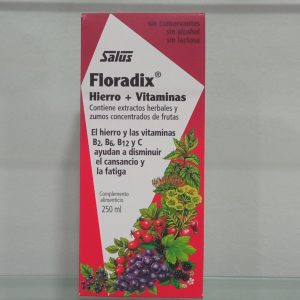 sin conservantes
sin alcohol
sin lactosa
Salus
Floradix®
Hierro + Vitaminas
Contiene extractos herbales y
zumos concentrados de frutas
El hierro y las vitaminas
B2, B6, B12 y C
ayudan a disminuir
el cansancio y
la fatiga
Complemento
alimenticio
250 ml